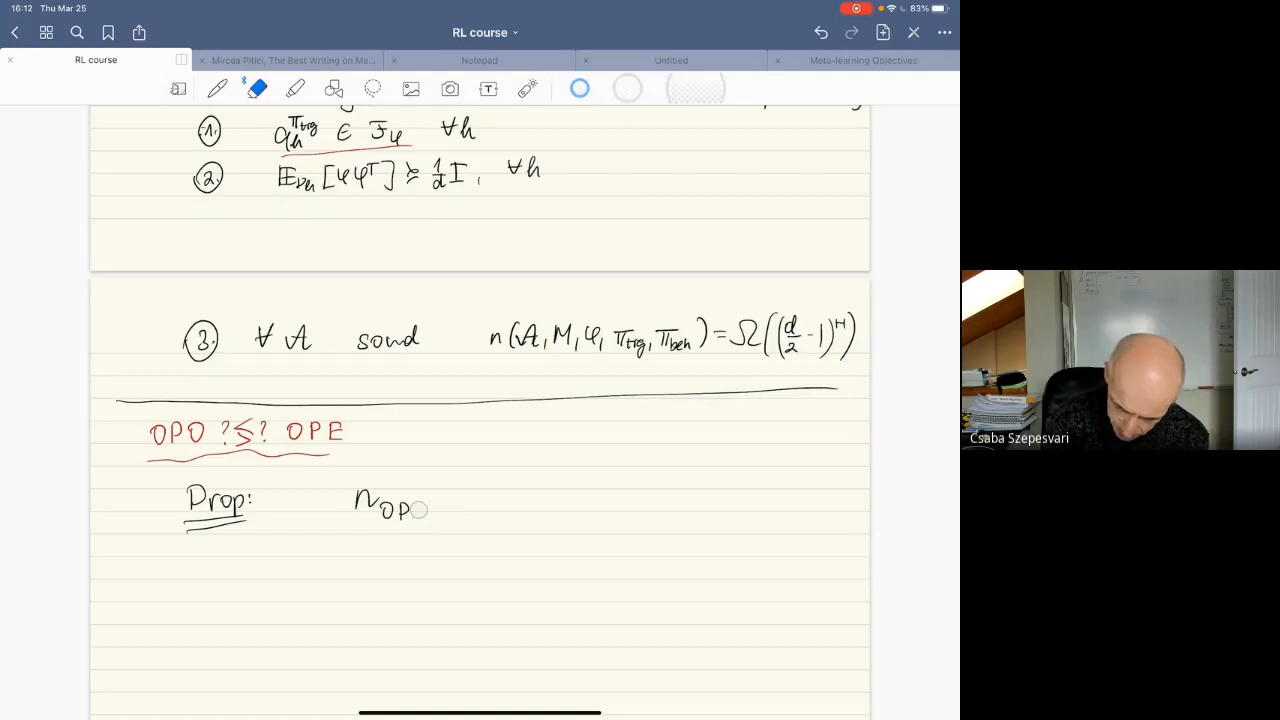 16:12 Thu Mar 25
83%
RL course
RL course
Mircea Pitici, The Best Writing on Ma...
Notepad
Untitled
Meta-learning Objectives
① q_h^{π_trg} ∈ F_φ ∀h
② E_{ν_h}[φφ^T] ⪰ 1/d I, ∀h
③ ∀ A sound n(A, M, φ, π_trg, π_beh) = Ω((d/2 - 1)^H)
OPO ?≤? OPE
Prop: n_OP
Csaba Szepesvari